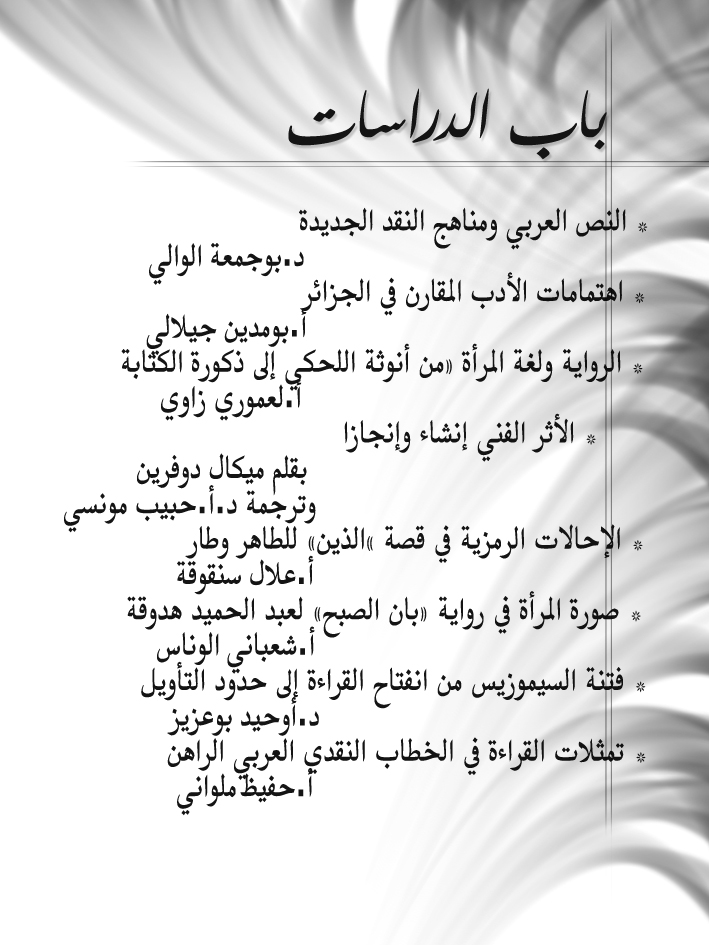 باب الدراسات
* النص العربي ومناهج النقد الجديدة
د.بوجمعة الوالي
* اهتمامات الأدب المقارن في الجزائر
أ.بومدين جيلالي
* الرواية ولغة المرأة «من أنوثة اللحكي إلى ذكورة الكتابة
أ.لعموري زاوي
* الأثر الفني إنشاء وإنجازا
بقلم ميكال دوفرين
وترجمة د.أ.حبيب مونسي
* الإحالات الرمزية في قصة »الذين» للطاهر وطار
أ.علال سنقوقة
* صورة المرأة في رواية «بان الصبح» لعبد الحميد هدوقة
أ.شعباني الوناس
* فتنة السيموزيس من انفتاح القراءة إلى حدود التأويل
د.أوحيد بوعزيز
* تمثلات القراءة في الخطاب النقدي العربي الراهن
أ.حفيظ ملواني